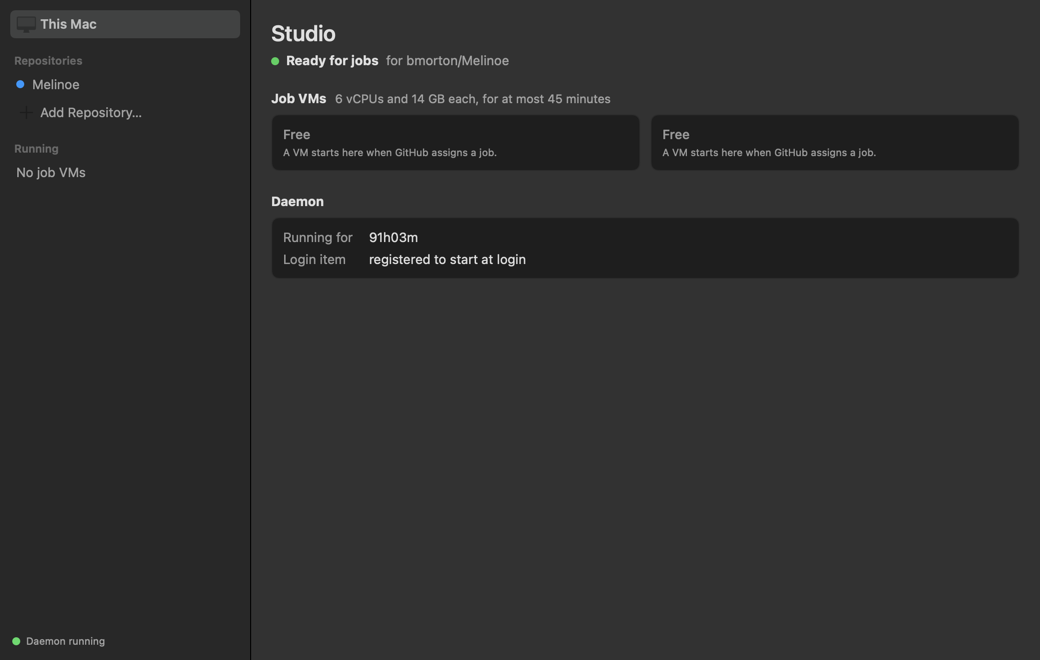 This Mac
Repositories
Melinoe
Add Repository...
Running
No job VMs
Daemon running
Studio
Ready for jobs for bmorton/Melinoe
Job VMs 6 vCPUs and 14 GB each, for at most 45 minutes
Free
A VM starts here when GitHub assigns a job.
Free
A VM starts here when GitHub assigns a job.
Daemon
Running for 91h03m
Login item registered to start at login